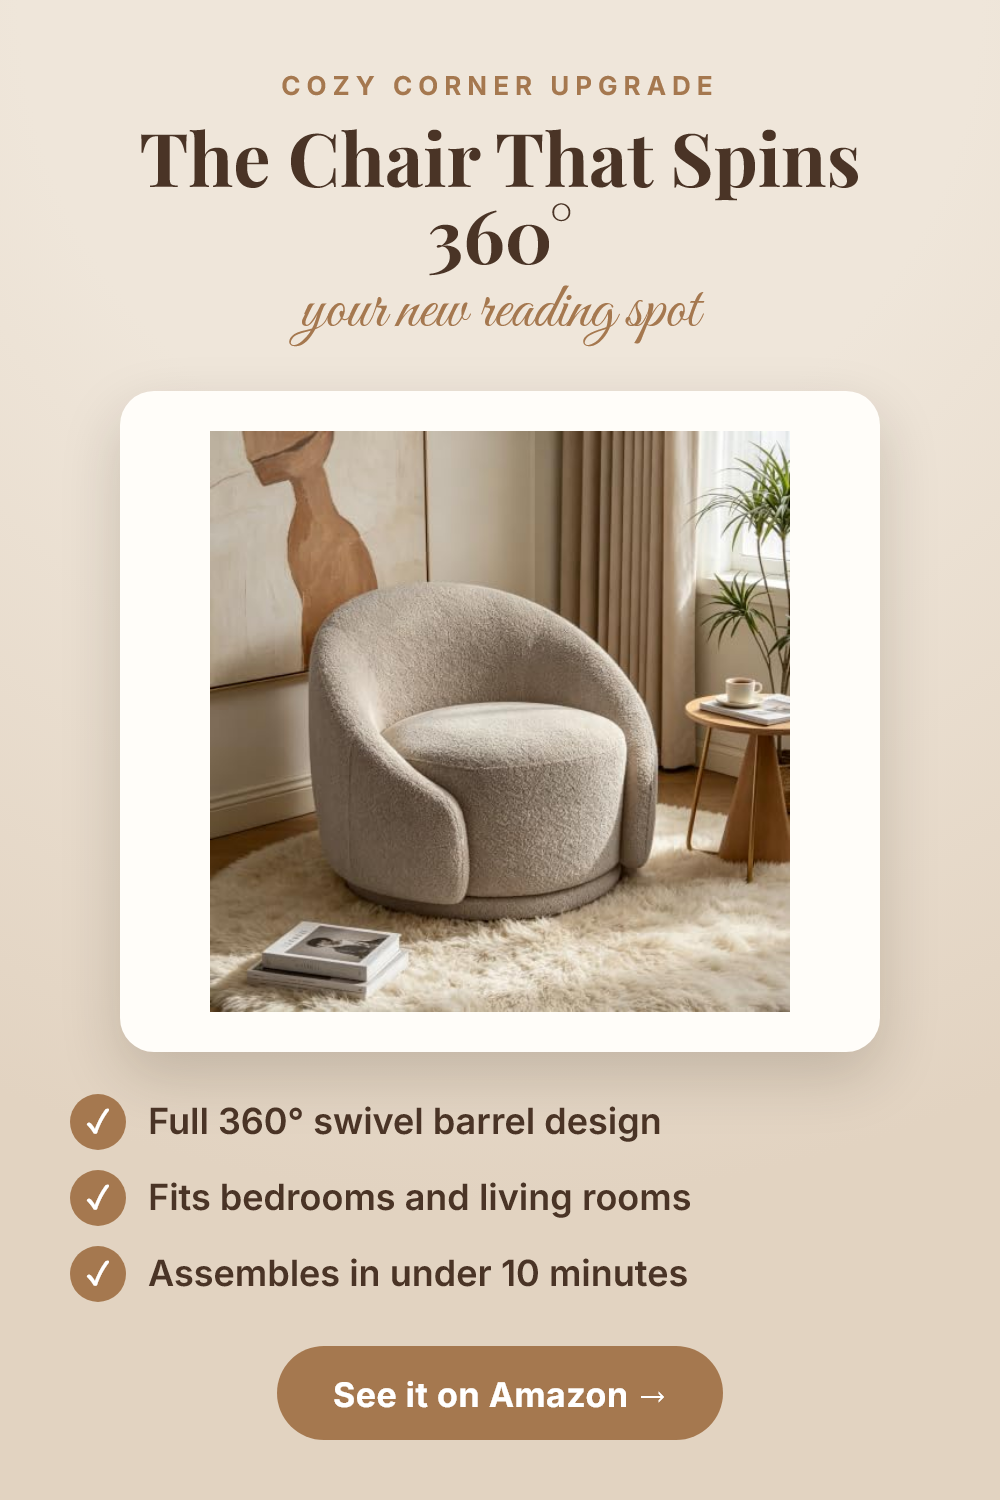 COZY CORNER UPGRADE
The Chair That Spins
360°
your new reading spot
✓ Full 360° swivel barrel design
✓ Fits bedrooms and living rooms
✓ Assembles in under 10 minutes
See it on Amazon →